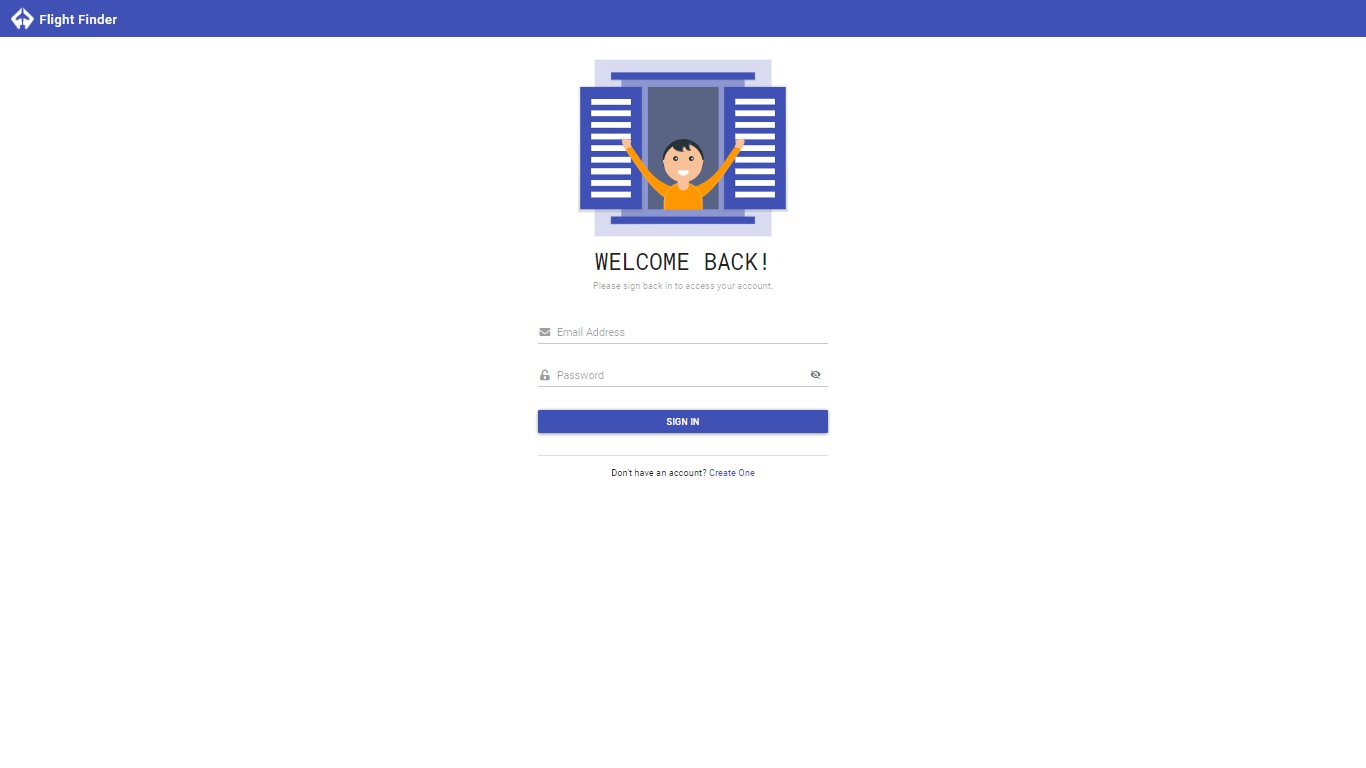 Flight Finder
WELCOME BACK!
Please sign back in to access your account.
Email Address
Password
SIGN IN
Don't have an account? Create One